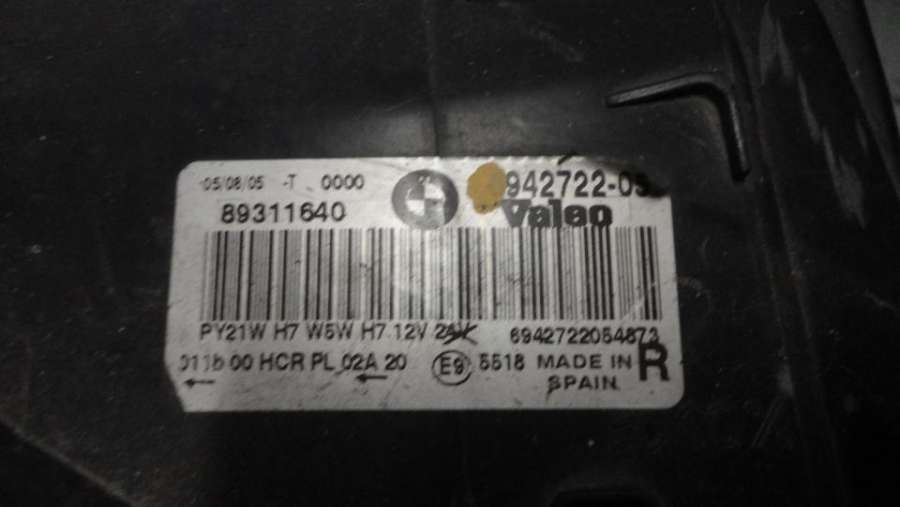 05/08/05 -T 0000
942722-05
89311640
Valeo
PY21W H7 W5W H7 12V 24V
6942722054873
011b 00 HCR PL 02A 20
E9 5518 MADE IN
SPAIN
R